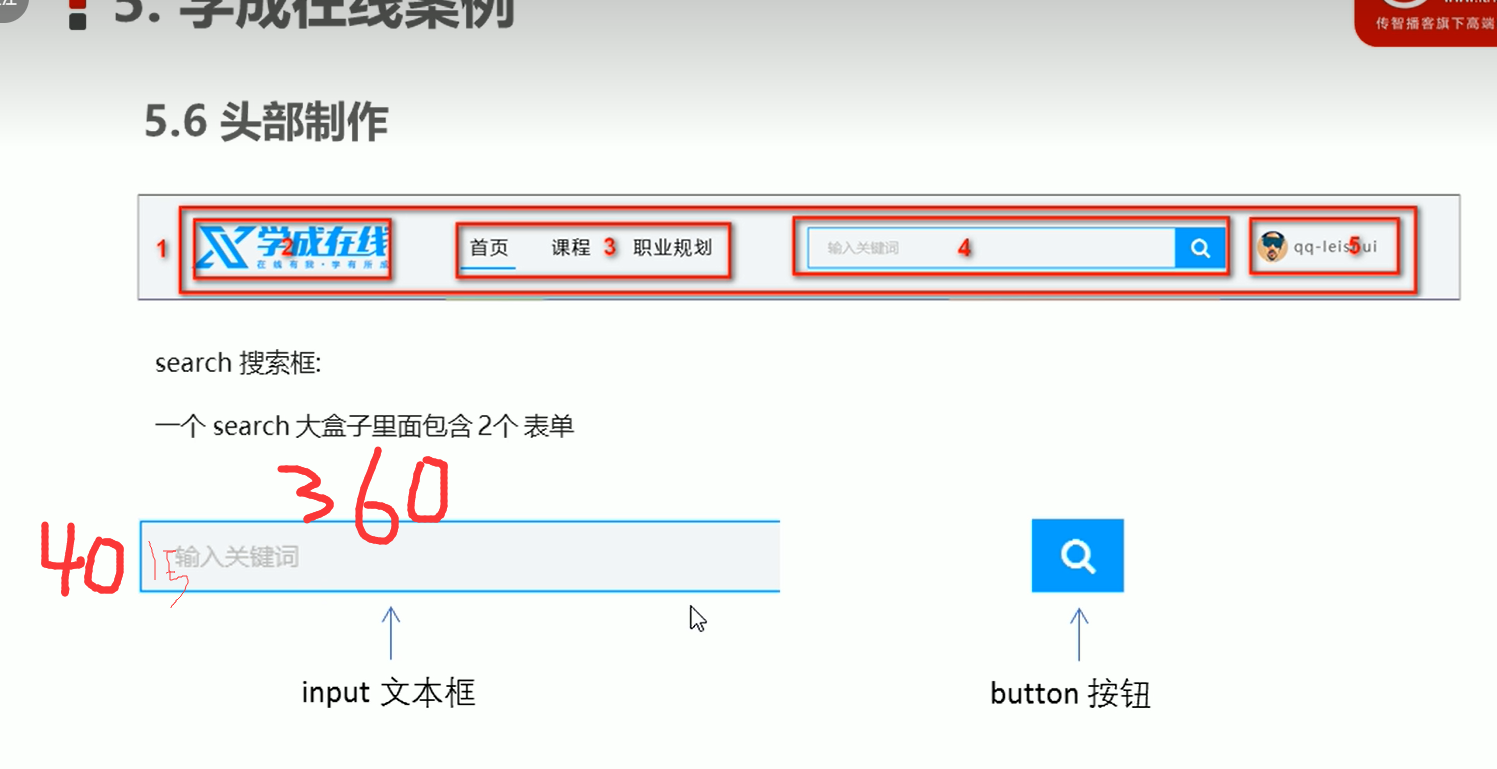 5. 学成在线案例
传智播客旗下高端
5.6 头部制作
1
学成在线
2
在线有我·学有所成
首页 课程 3 职业规划
输入关键词 4
5
search 搜索框:
一个 search 大盒子里面包含 2个 表单
360
40
15
输入关键词
input 文本框
button 按钮